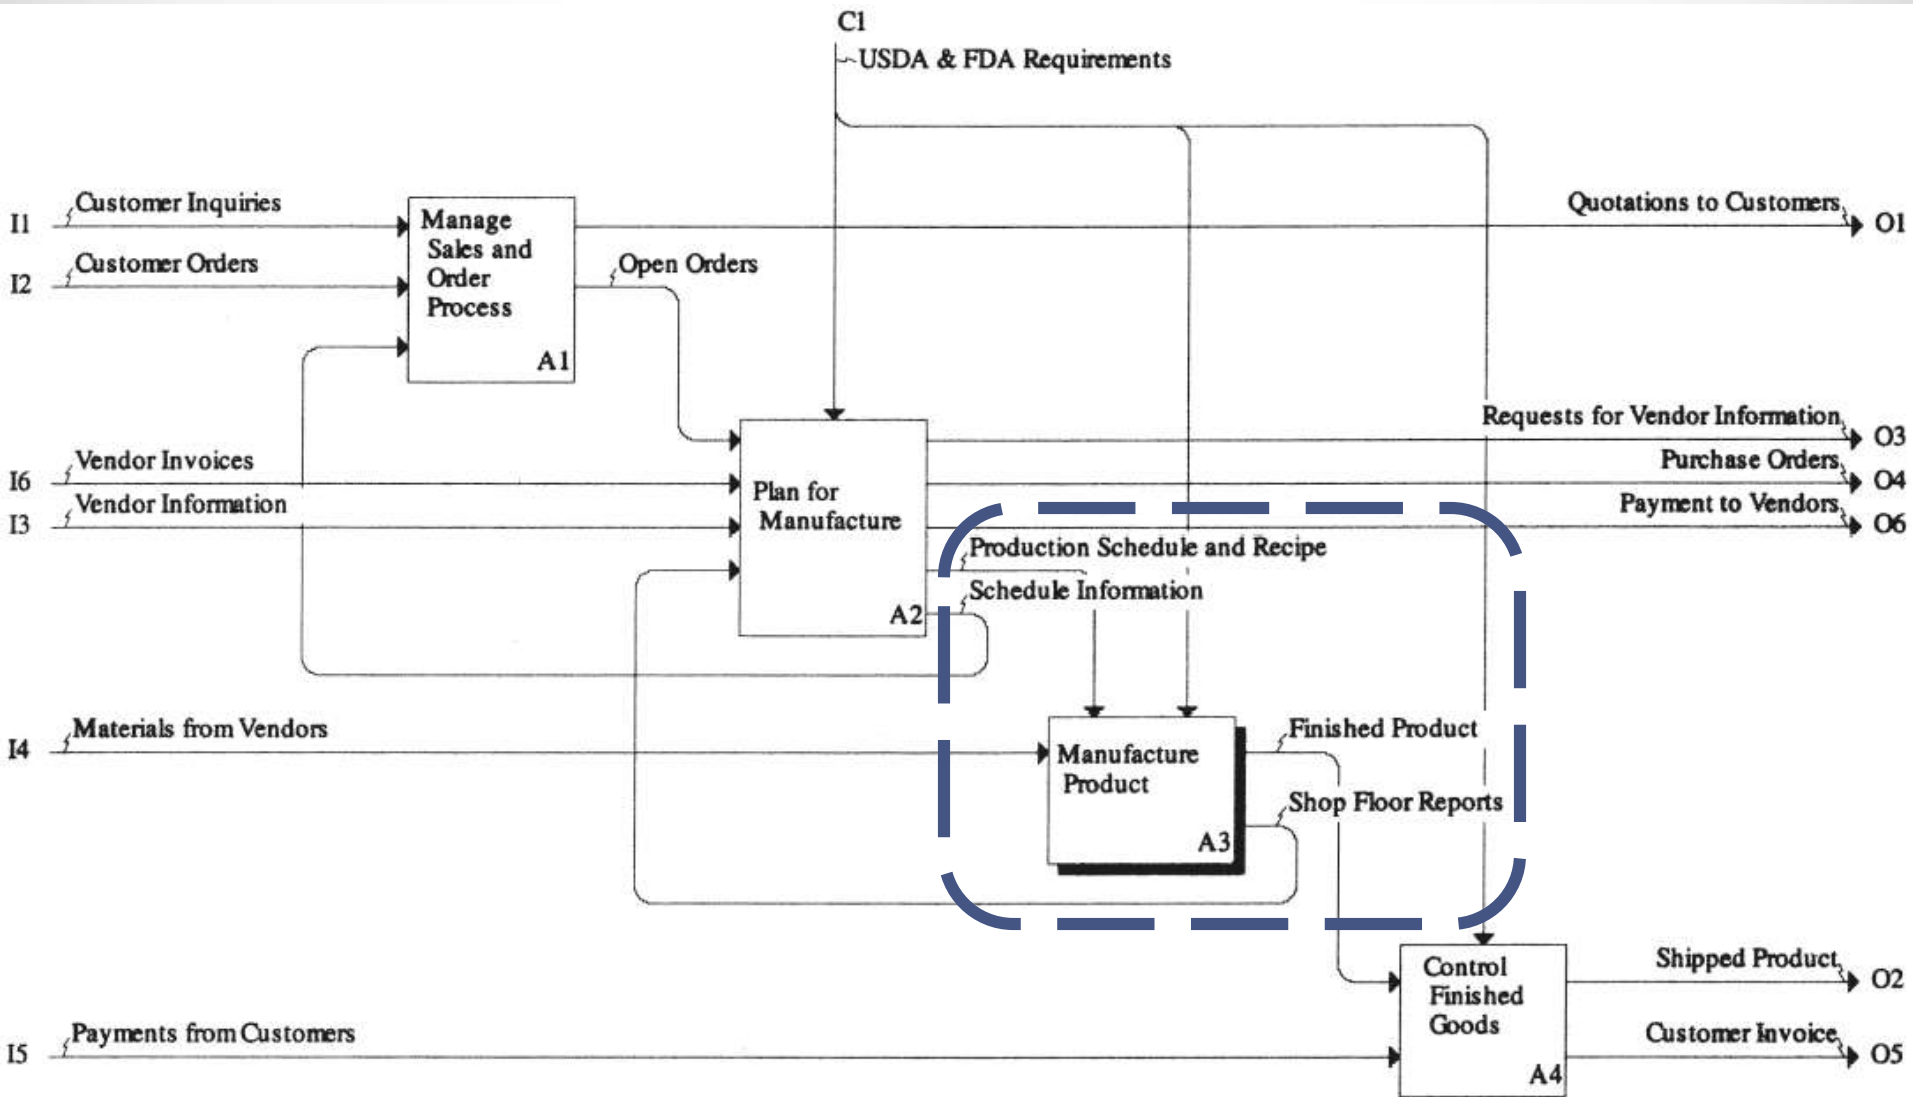 C1
USDA & FDA Requirements
Customer Inquiries
I1
Manage
Sales and
Order
Process
A1
Quotations to Customers
O1
Customer Orders
I2
Open Orders
Requests for Vendor Information
O3
Vendor Invoices
I6
Purchase Orders
O4
Vendor Information
I3
Plan for
Manufacture
A2
Payment to Vendors
O6
Production Schedule and Recipe
Schedule Information
Materials from Vendors
I4
Manufacture
Product
A3
Finished Product
Shop Floor Reports
Control
Finished
Goods
A4
Shipped Product
O2
Payments from Customers
I5
Customer Invoice
O5